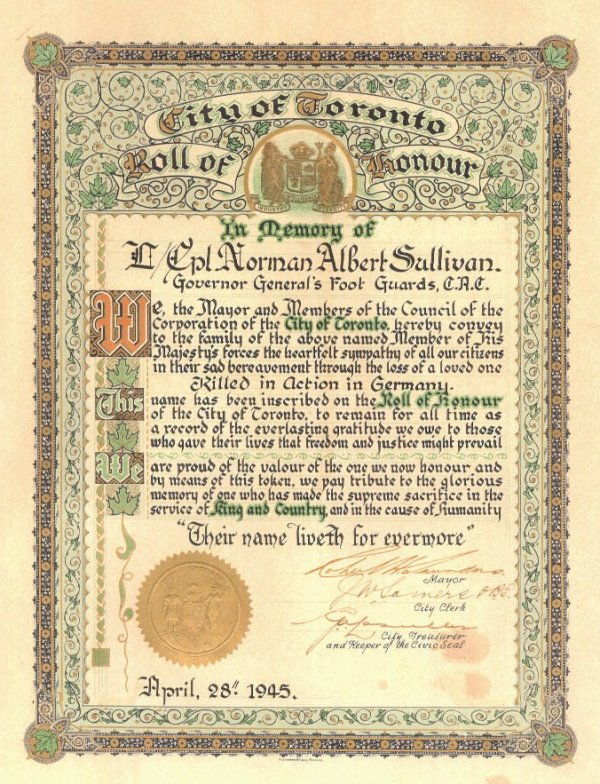 City of Toronto
Roll of Honour
In Memory of
L/Cpl. Norman Albert Sullivan.
Governor General's Foot Guards, C.A.C.
We, the Mayor and Members of the Council of the
Corporation of the City of Toronto, hereby convey
to the family of the above named Member of His
Majesty's forces the heartfelt sympathy of all our citizens
in their sad bereavement through the loss of a loved one
Killed in Action in Germany.
This name has been inscribed on the Roll of Honour
of the City of Toronto, to remain for all time as
a record of the everlasting gratitude we owe to those
who gave their lives that freedom and justice might prevail
We are proud of the valour of the one we now honour and
by means of this token, we pay tribute to the glorious
memory of one who has made the supreme sacrifice in the
service of King and Country, and in the cause of Humanity
"Their name liveth for evermore"
Robert H Saunders
Mayor
J W Somers
City Clerk
City Treasurer
and Keeper of the Civic Seal
April, 28" 1945.